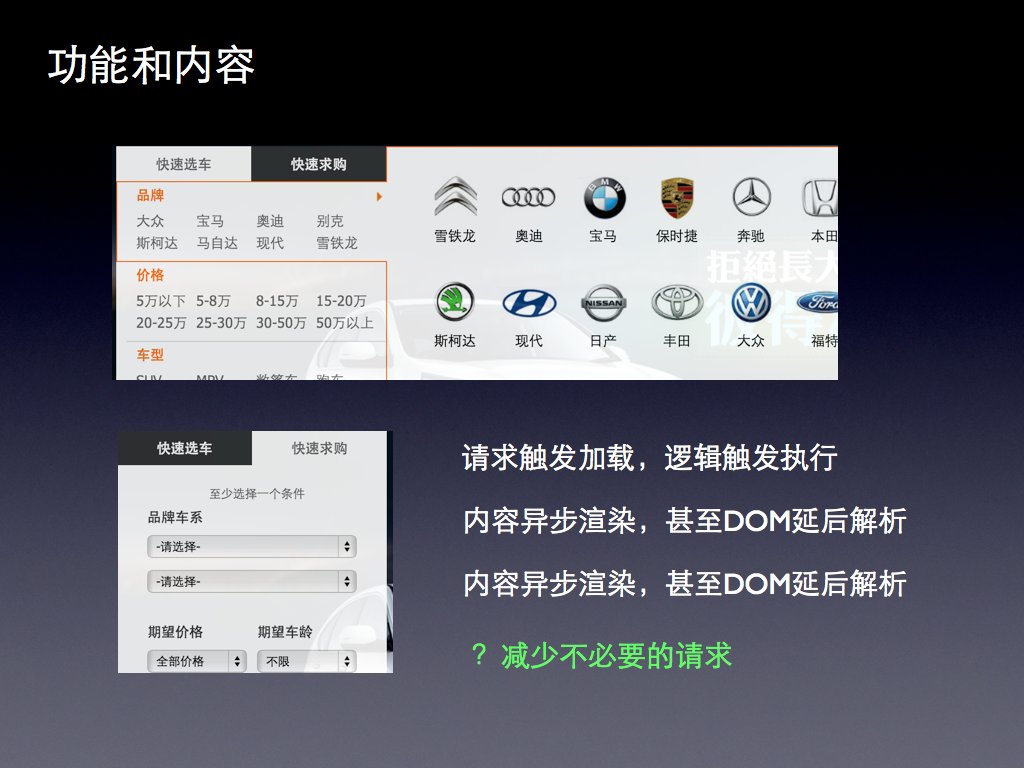 功能和内容
快速选车 快速求购
品牌
大众 宝马 奥迪 别克
斯柯达 马自达 现代 雪铁龙
价格
5万以下 5-8万 8-15万 15-20万
20-25万 25-30万 30-50万 50万以上
车型
SUV MPV 敞篷车 跑车
BMW
雪铁龙 奥迪 宝马 保时捷 奔驰 本田
拒絕長大
彼得
NISSAN
Ford
斯柯达 现代 日产 丰田 大众 福特
快速选车 快速求购
至少选择一个条件
品牌车系
-请选择-
-请选择-
期望价格 期望车龄
全部价格 不限
请求触发加载，逻辑触发执行
内容异步渲染，甚至DOM延后解析
内容异步渲染，甚至DOM延后解析
？减少不必要的请求